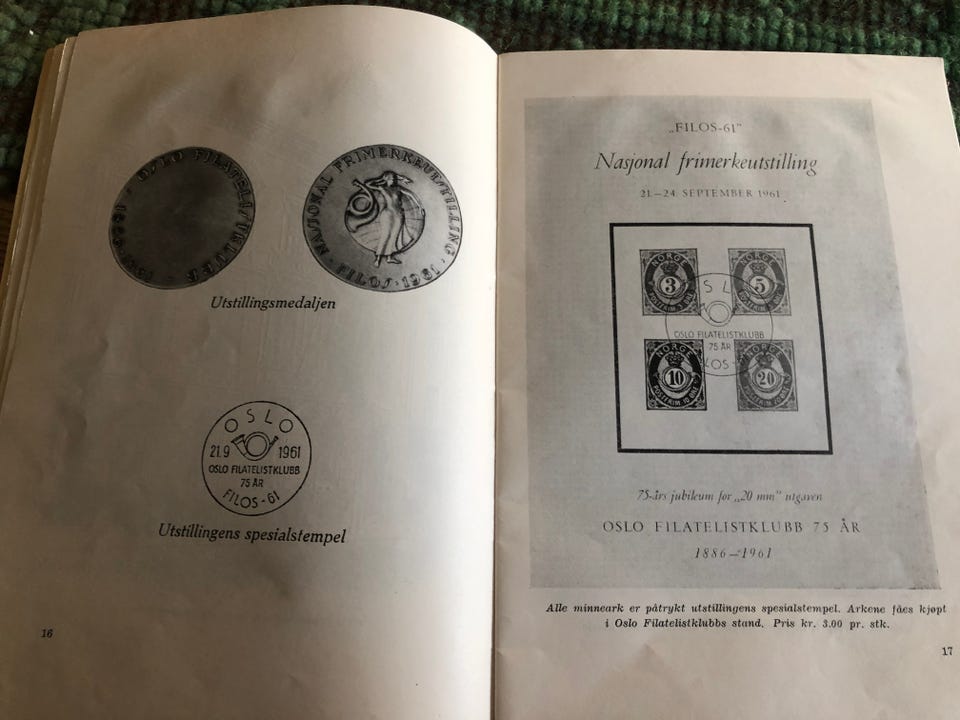 OSLO FILATELISTKLUBB
NASJONAL FRIMERKEUTSTILLING
FILOS · 1961
Utstillingsmedaljen
OSLO
21.9 1961
OSLO FILATELISTKLUBB
75 ÅR
FILOS-61
Utstillingens spesialstempel
16
„FILOS-61”
Nasjonal frimerkeutstilling
21.—24. SEPTEMBER 1961
NORGE
3
NORGE
5
OSLO FILATELISTKLUBB
75 ÅR
NORGE
10
NORGE
20
75-års jubileum for „20 mm” utgaven
OSLO FILATELISTKLUBB 75 ÅR
1886—1961
Alle minneark er påtrykt utstillingens spesialstempel. Arkene fåes kjøpt
i Oslo Filatelistklubbs stand. Pris kr. 3.00 pr. stk.
17